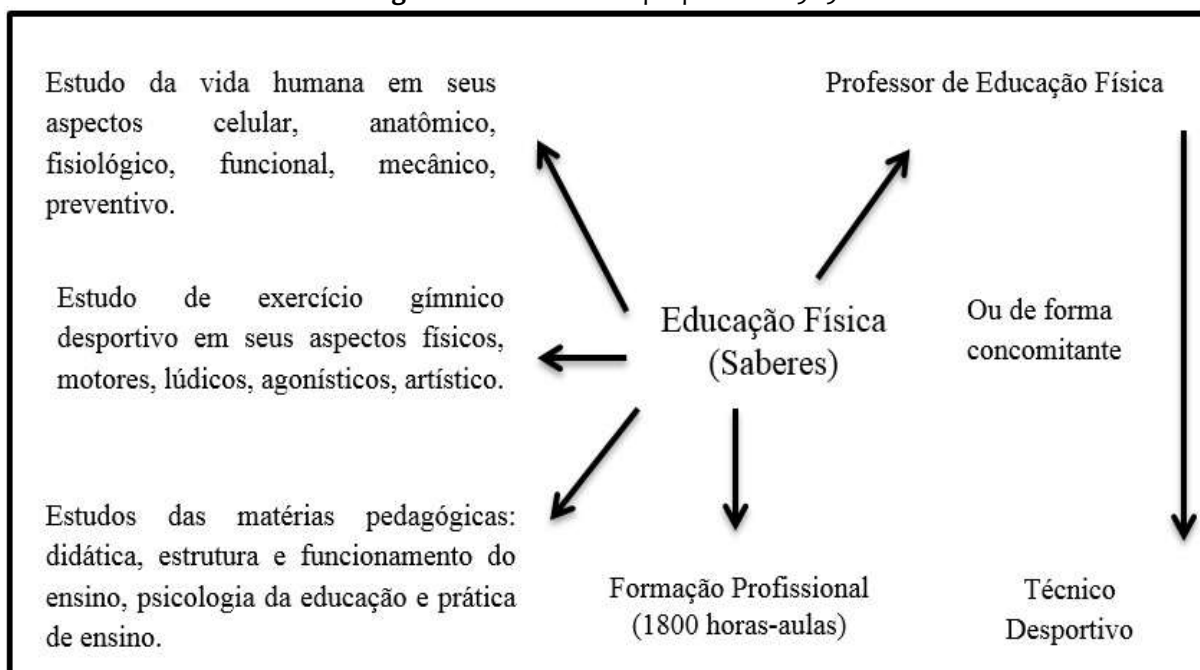 Estudo da vida humana em seus
aspectos celular, anatômico,
fisiológico, funcional, mecânico,
preventivo.
Professor de Educação Física
Estudo de exercício gímnico
desportivo em seus aspectos físicos,
motores, lúdicos, agonísticos, artístico.
Educação Física
(Saberes)
Ou de forma
concomitante
Estudos das matérias pedagógicas:
didática, estrutura e funcionamento do
ensino, psicologia da educação e prática
de ensino.
Formação Profissional
(1800 horas-aulas)
Técnico
Desportivo